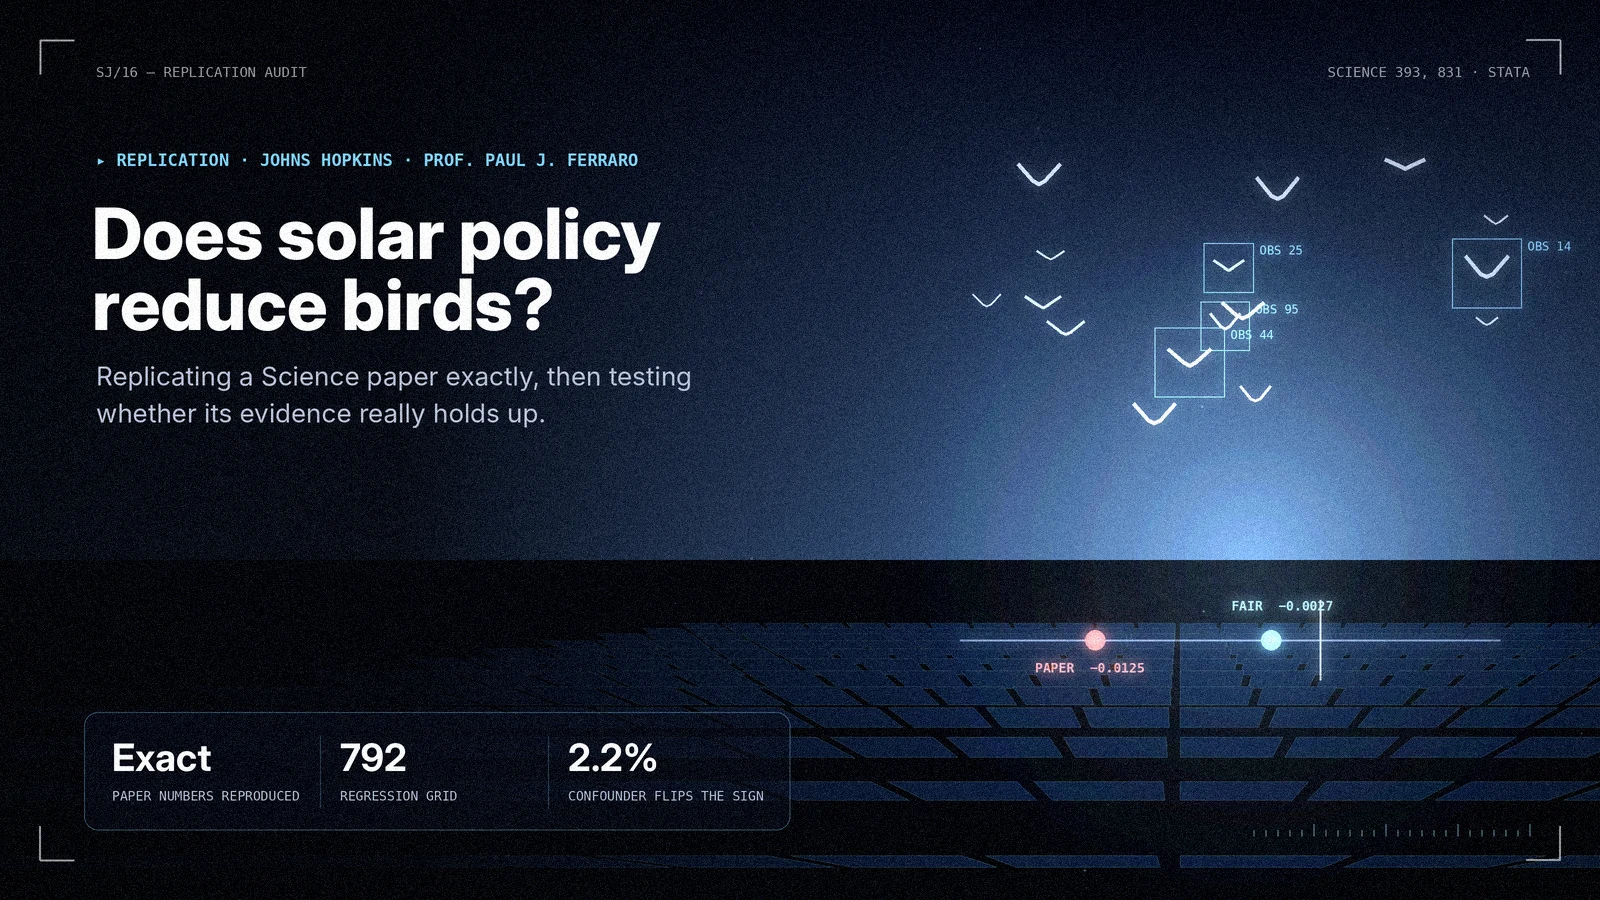 SJ/16 — REPLICATION AUDIT
SCIENCE 393, 831 · STATA
▸ REPLICATION · JOHNS HOPKINS · PROF. PAUL J. FERRARO
Does solar policy
reduce birds?
Replicating a Science paper exactly, then testing
whether its evidence really holds up.
OBS 25
OBS 14
OBS 95
OBS 44
FAIR −0.0027
PAPER −0.0125
Exact
PAPER NUMBERS REPRODUCED
792
REGRESSION GRID
2.2%
CONFOUNDER FLIPS THE SIGN